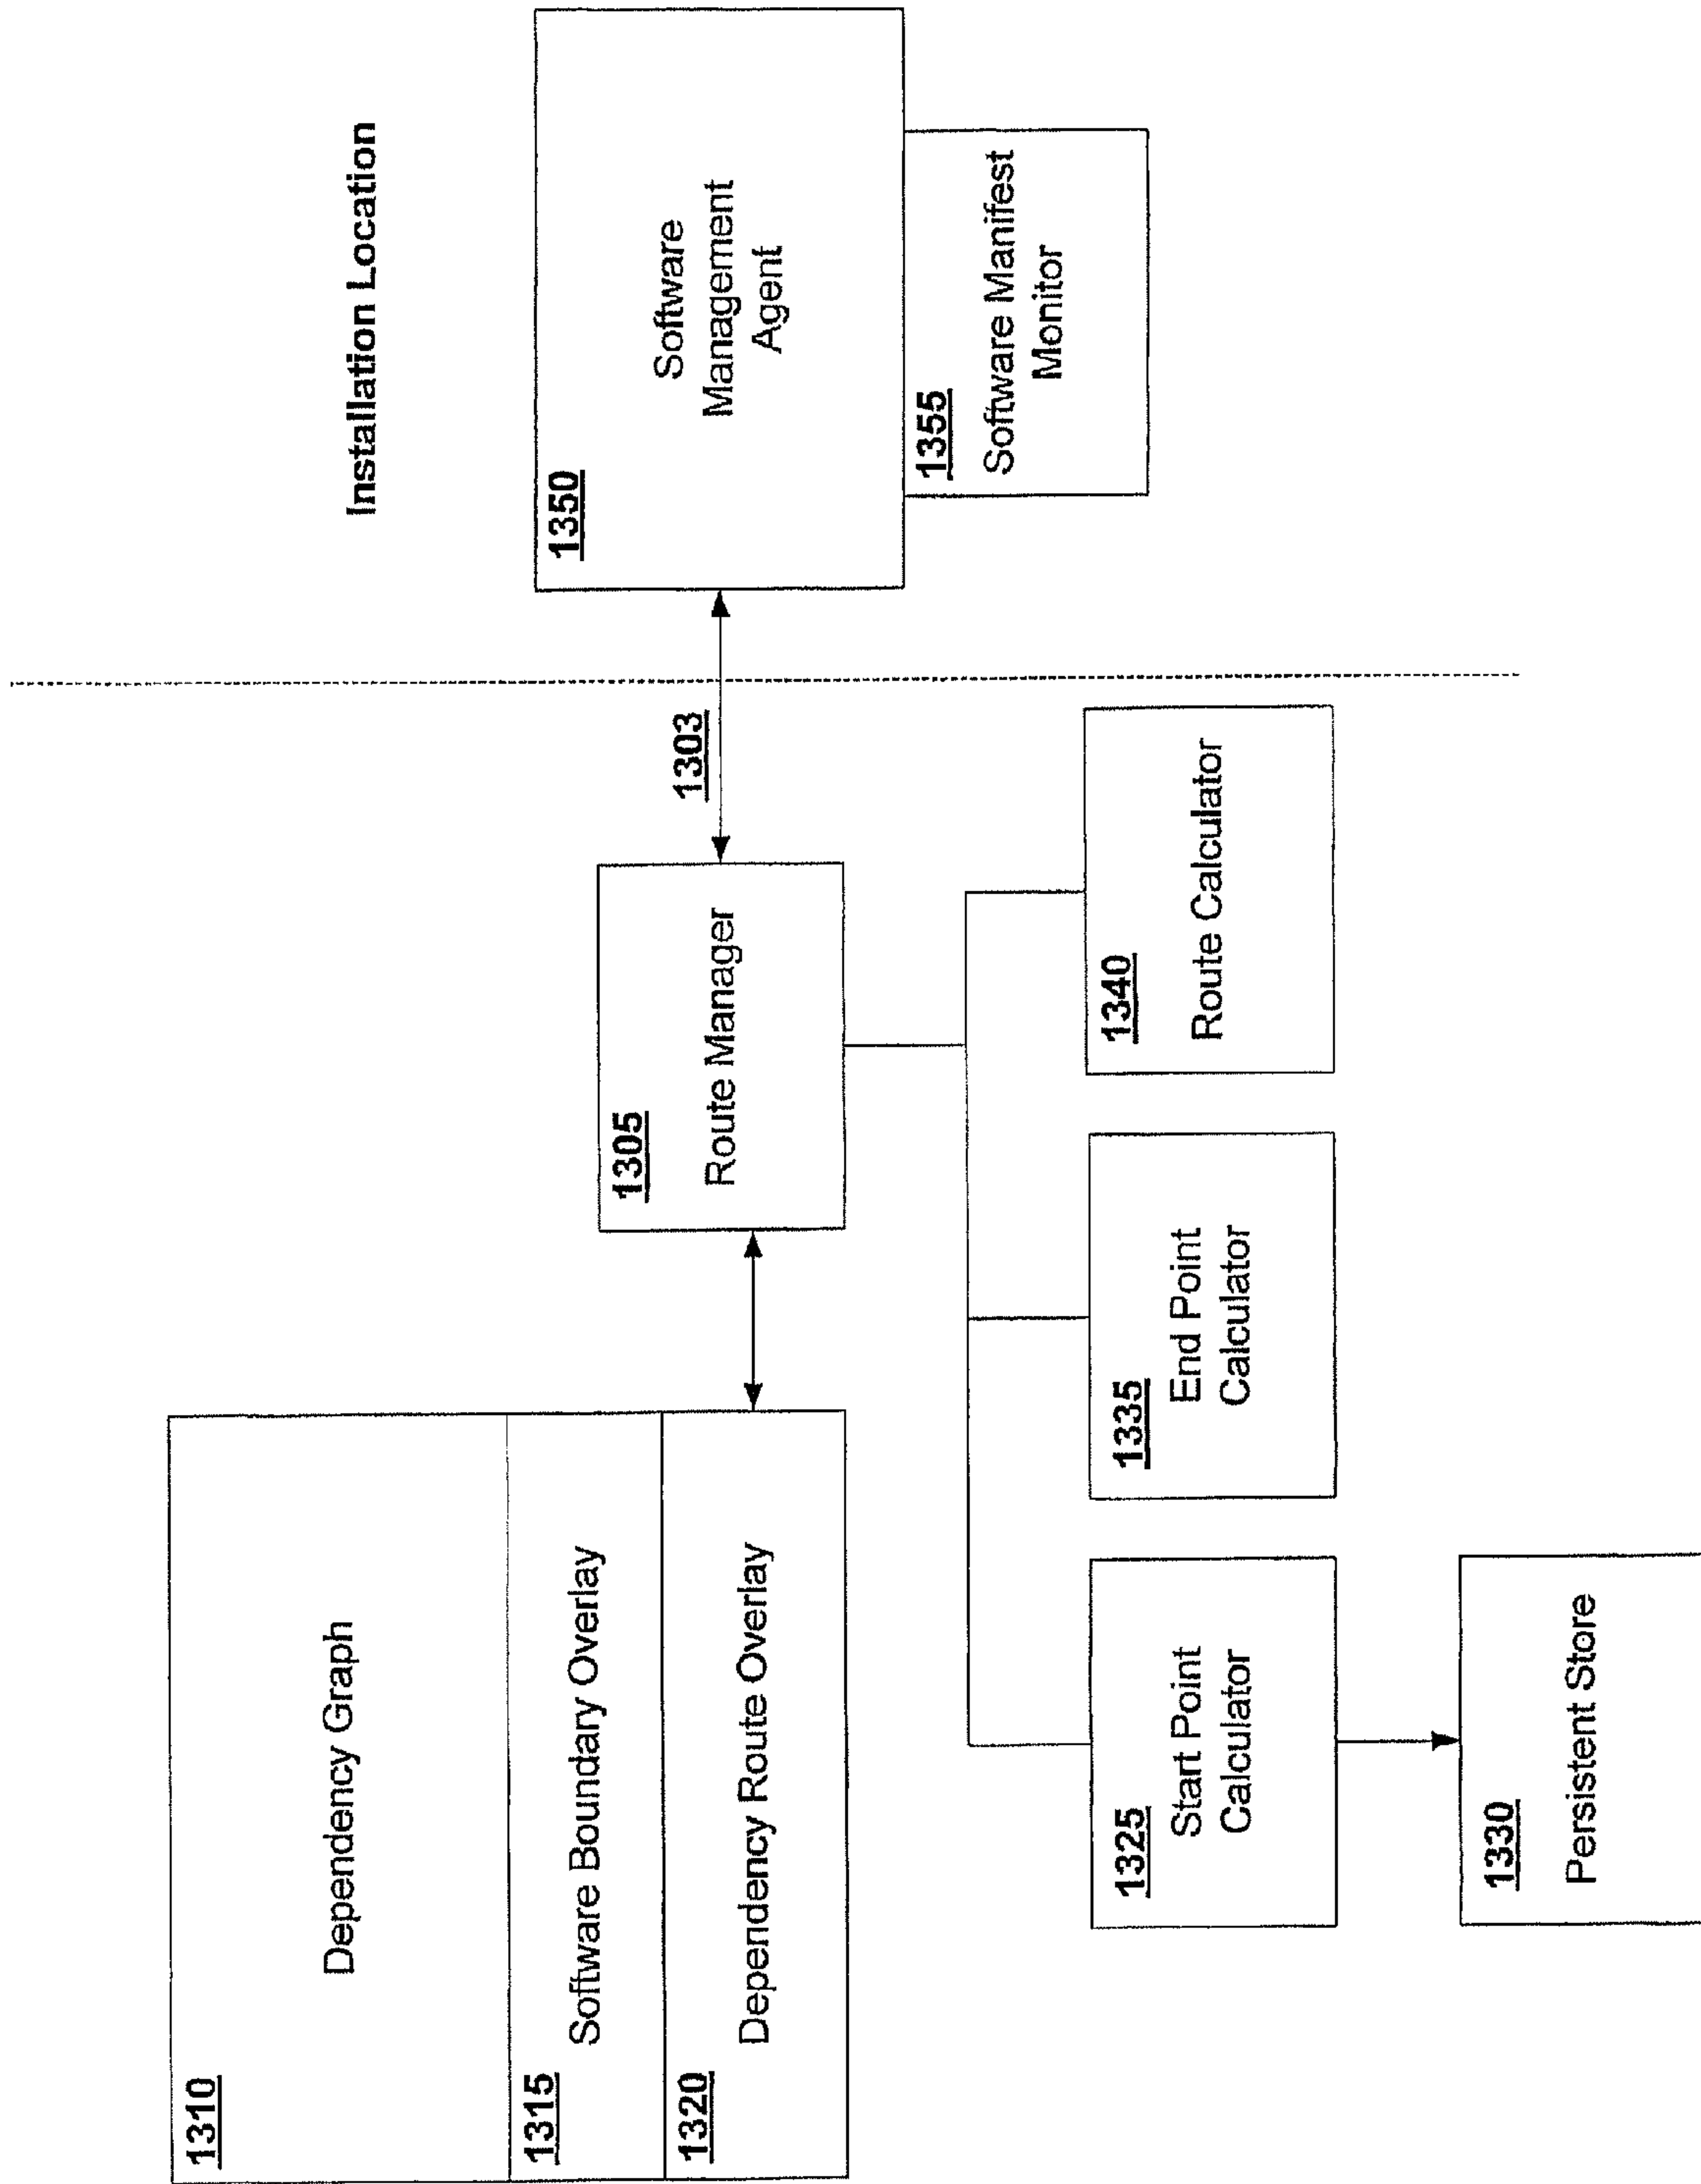 Installation Location
1310
Dependency Graph
1315
Software Boundary Overlay
1320
Dependency Route Overlay
1305
Route Manager
1303
1350
Software
Management
Agent
1355
Software Manifest
Monitor
1325
Start Point
Calculator
1335
End Point
Calculator
1340
Route Calculator
1330
Persistent Store